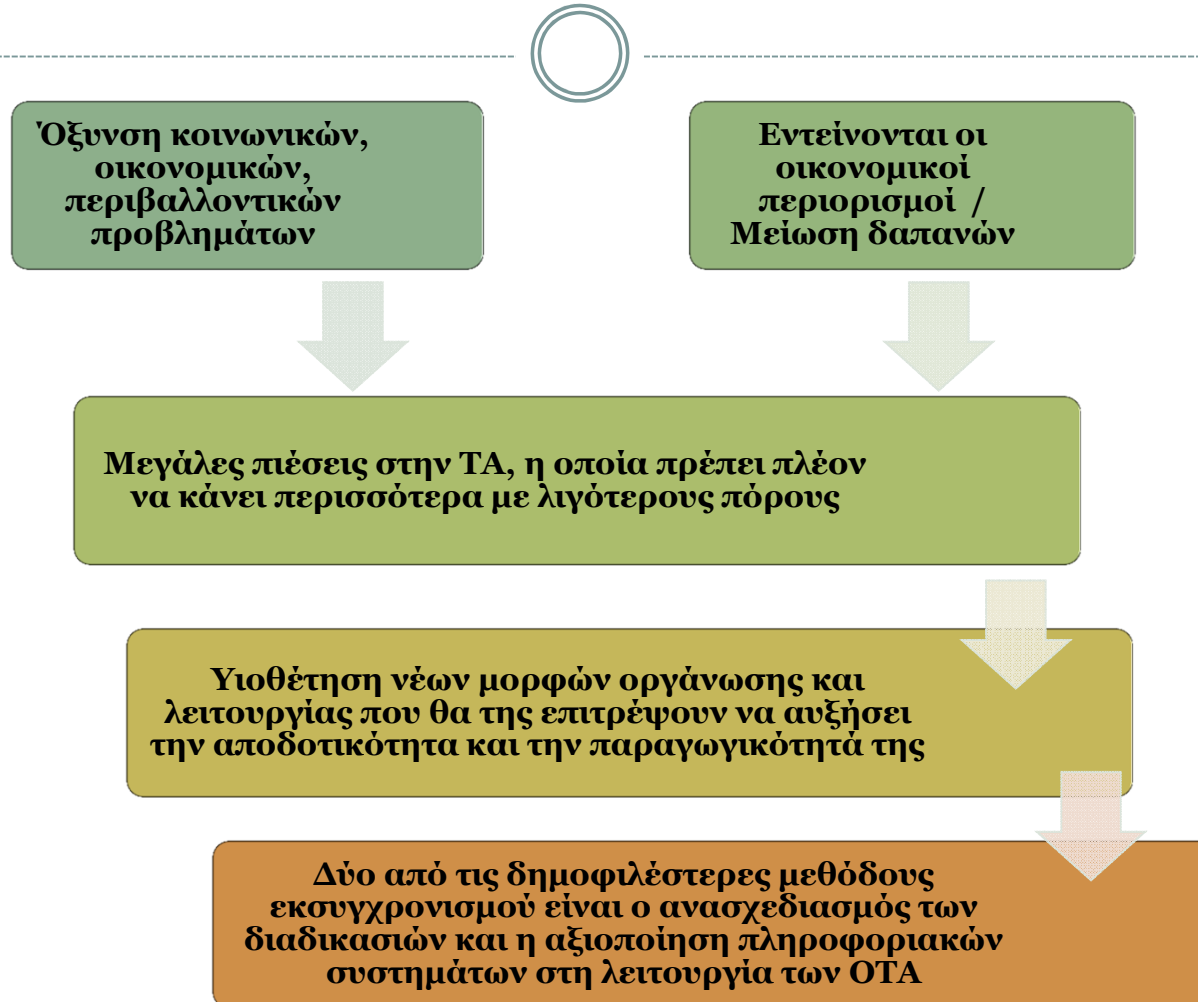 Όξυνση κοινωνικών,
οικονομικών,
περιβαλλοντικών
προβλημάτων
Εντείνονται οι
οικονομικοί
περιορισμοί /
Μείωση δαπανών
Μεγάλες πιέσεις στην ΤΑ, η οποία πρέπει πλέον
να κάνει περισσότερα με λιγότερους πόρους
Υιοθέτηση νέων μορφών οργάνωσης και
λειτουργίας που θα της επιτρέψουν να αυξήσει
την αποδοτικότητα και την παραγωγικότητά της
Δύο από τις δημοφιλέστερες μεθόδους
εκσυγχρονισμού είναι ο ανασχεδιασμός των
διαδικασιών και η αξιοποίηση πληροφοριακών
συστημάτων στη λειτουργία των ΟΤΑ